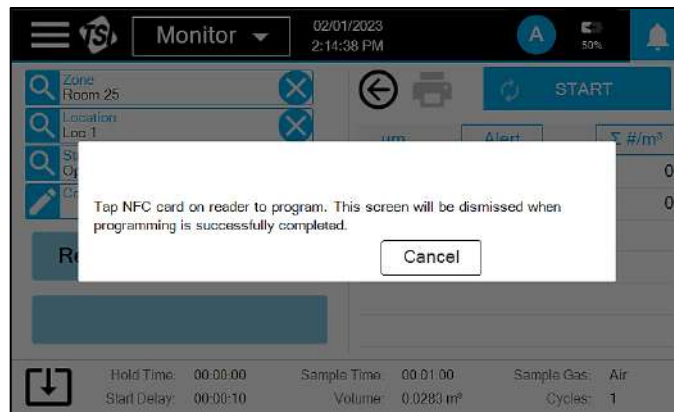 TSI
Monitor
02/01/2023
2:14:38 PM
A
50%
Zone
Room 25
Location
Loc 1
START
µm
Alert
Σ #/m³
0
0
Tap NFC card on reader to program. This screen will be dismissed when
programming is successfully completed.
Cancel
Hold Time: 00:00:00
Sample Time: 00:01:00
Sample Gas: Air
Start Delay: 00:00:10
Volume: 0.0283 m³
Cycles: 1